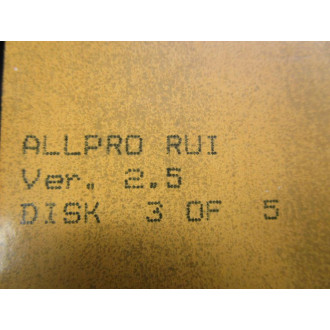 ALLPRO RUI
Ver. 2.5
DISK 3 OF 5